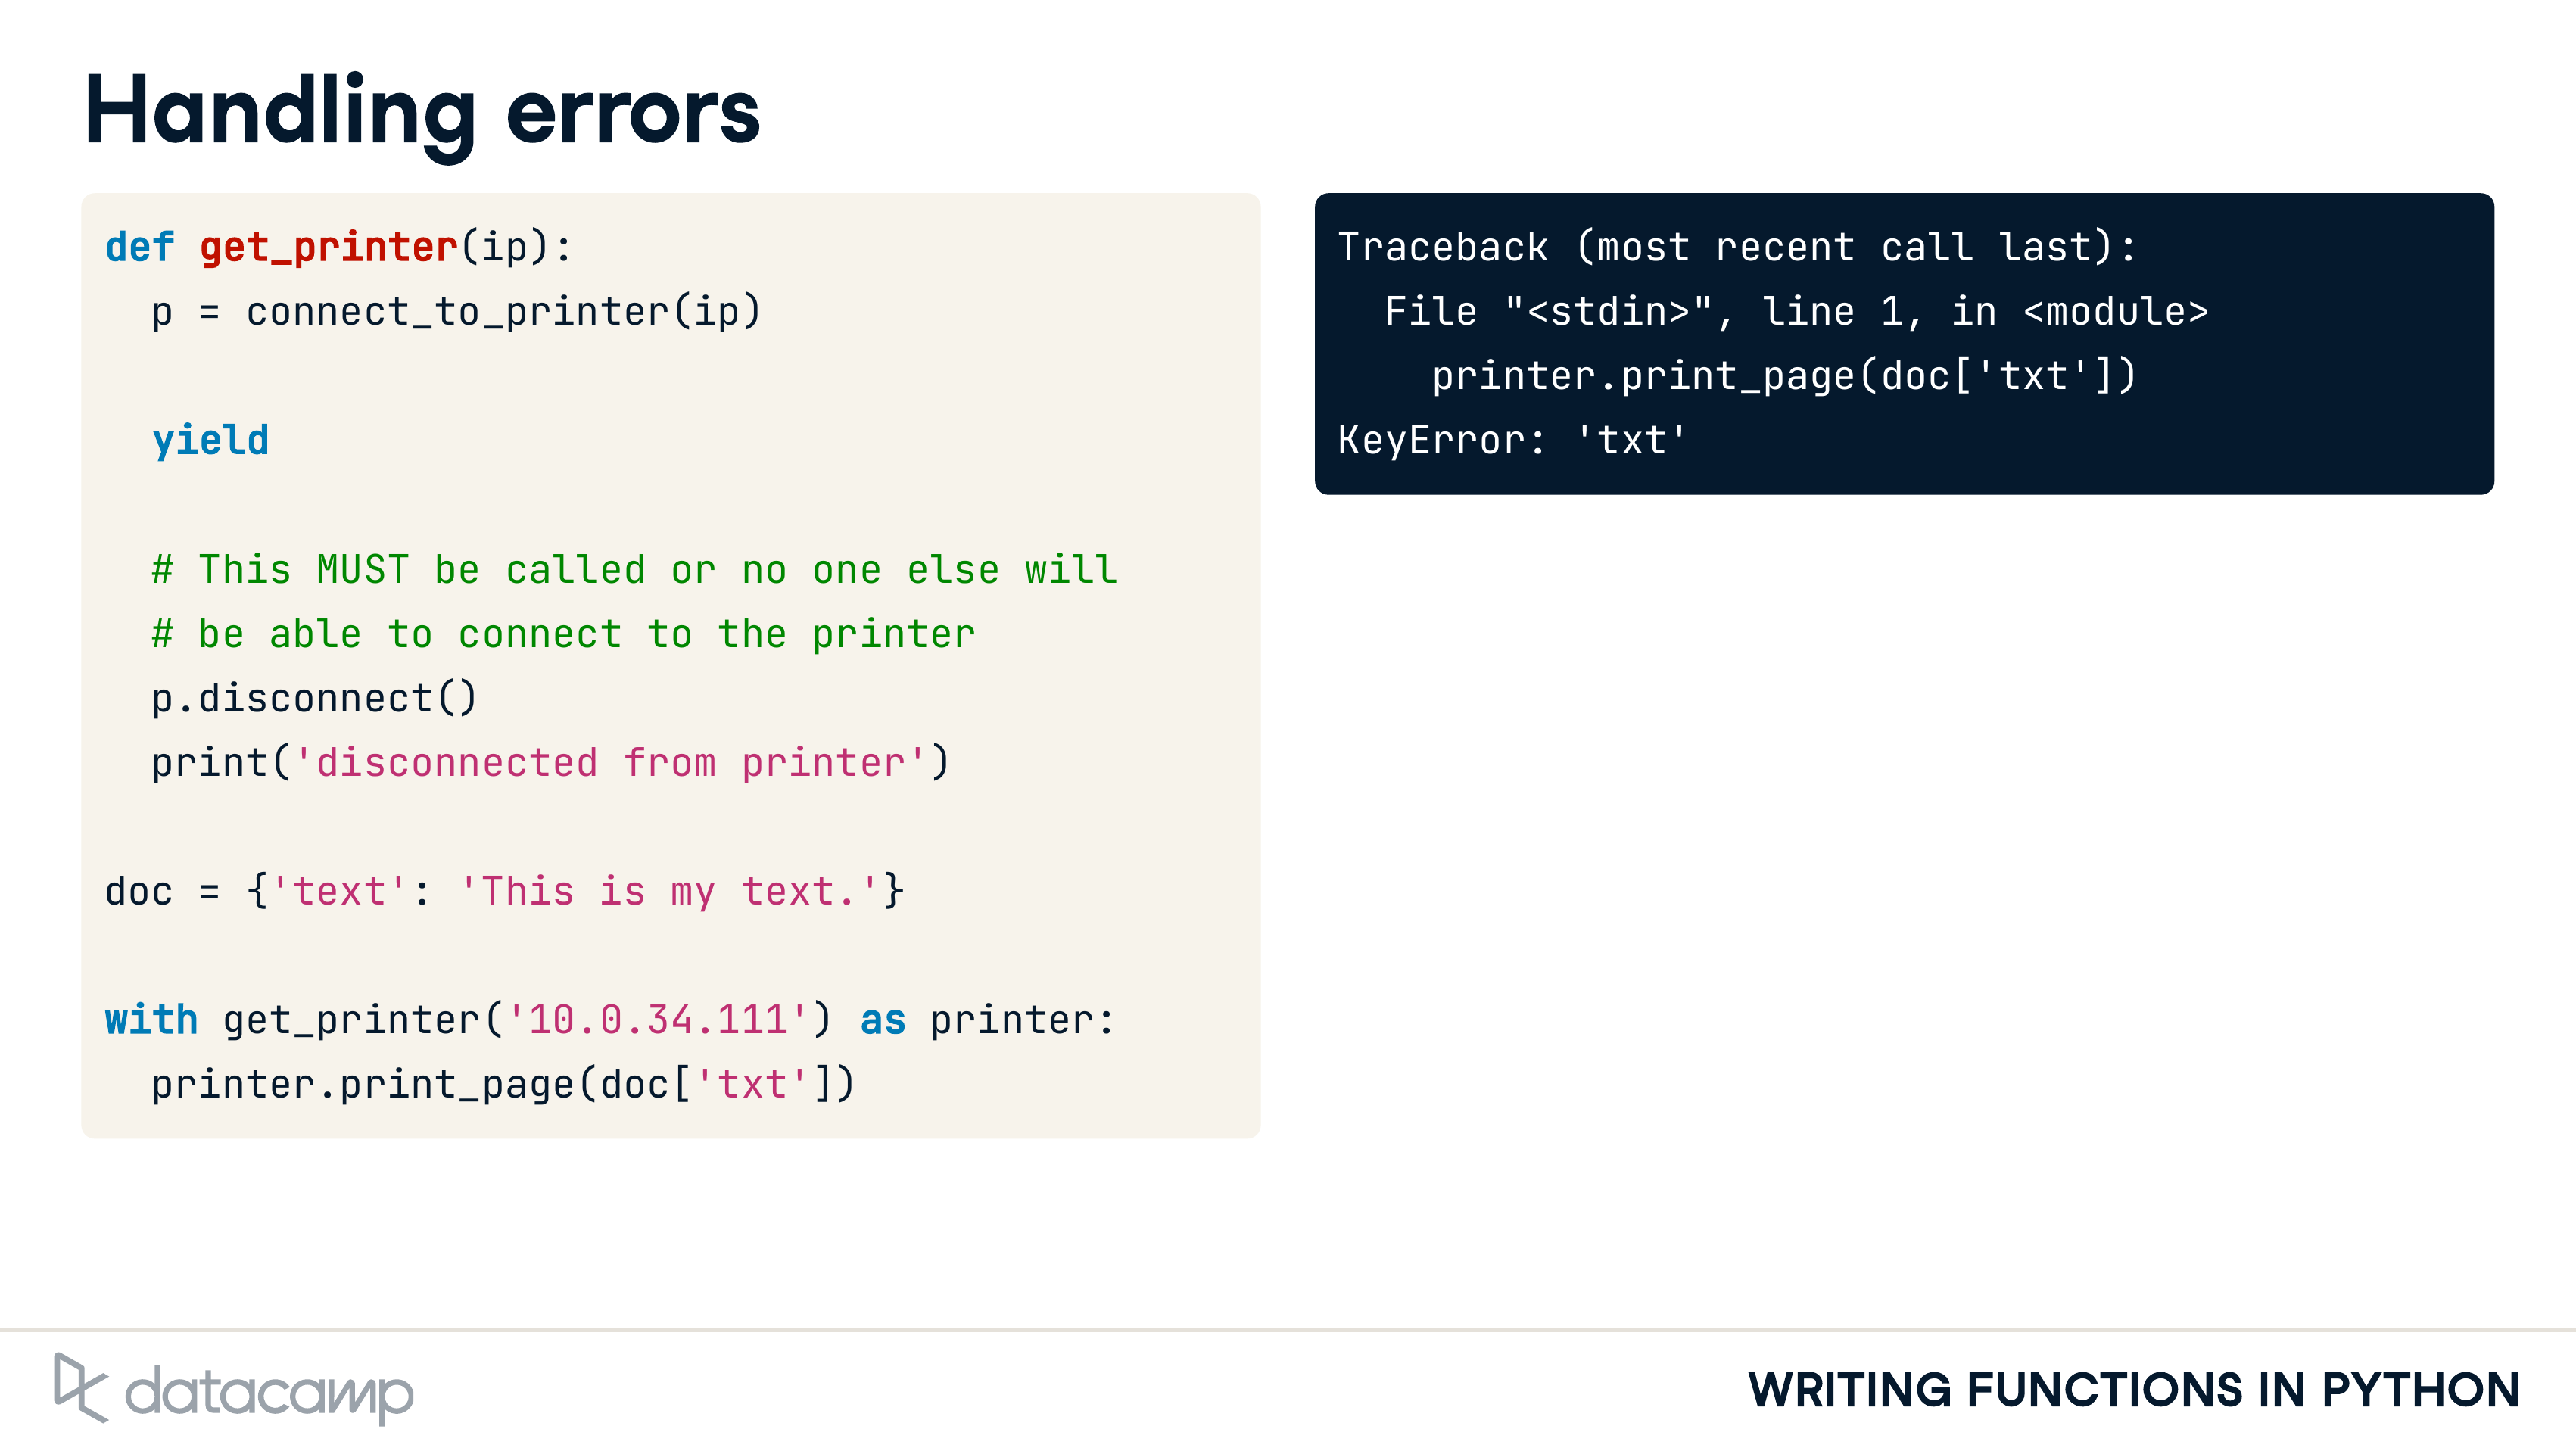 Handling errors
def get_printer(ip):
  p = connect_to_printer(ip)
  yield
  # This MUST be called or no one else will
  # be able to connect to the printer
  p.disconnect()
  print('disconnected from printer')
doc = {'text': 'This is my text.'}
with get_printer('10.0.34.111') as printer:
  printer.print_page(doc['txt'])
Traceback (most recent call last):
  File "<stdin>", line 1, in <module>
    printer.print_page(doc['txt'])
KeyError: 'txt'
datacamp
WRITING FUNCTIONS IN PYTHON